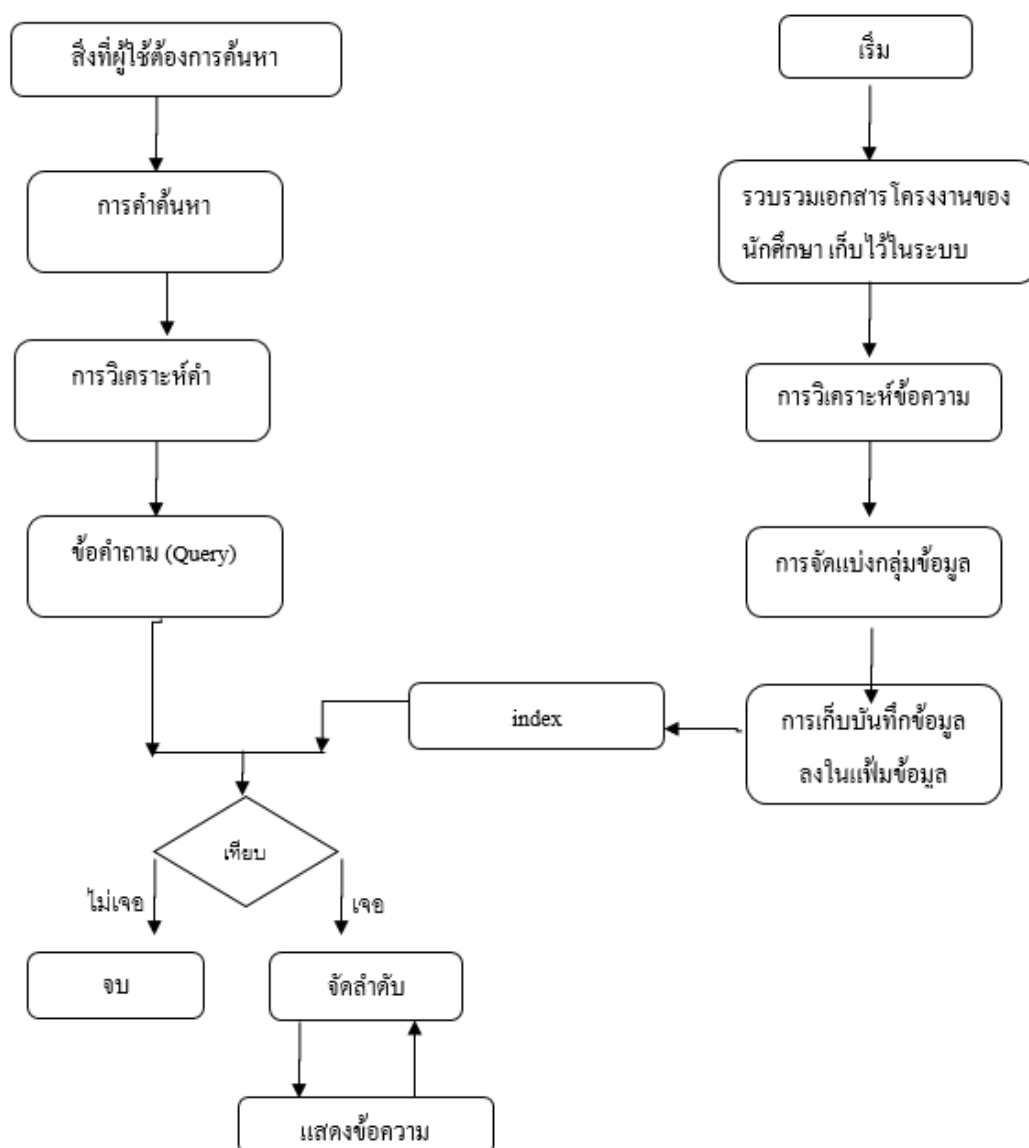 สิ่งที่ผู้ใช้ต้องการค้นหา
การคำค้นหา
การวิเคราะห์คำ
ข้อคำถาม (Query)
เริ่ม
รวบรวมเอกสารโครงงานของ
นักศึกษา เก็บไว้ในระบบ
การวิเคราะห์ข้อความ
การจัดแบ่งกลุ่มข้อมูล
การเก็บบันทึกข้อมูล
ลงในแฟ้มข้อมูล
index
เทียบ
ไม่เจอ
เจอ
จบ
จัดลำดับ
แสดงข้อความ